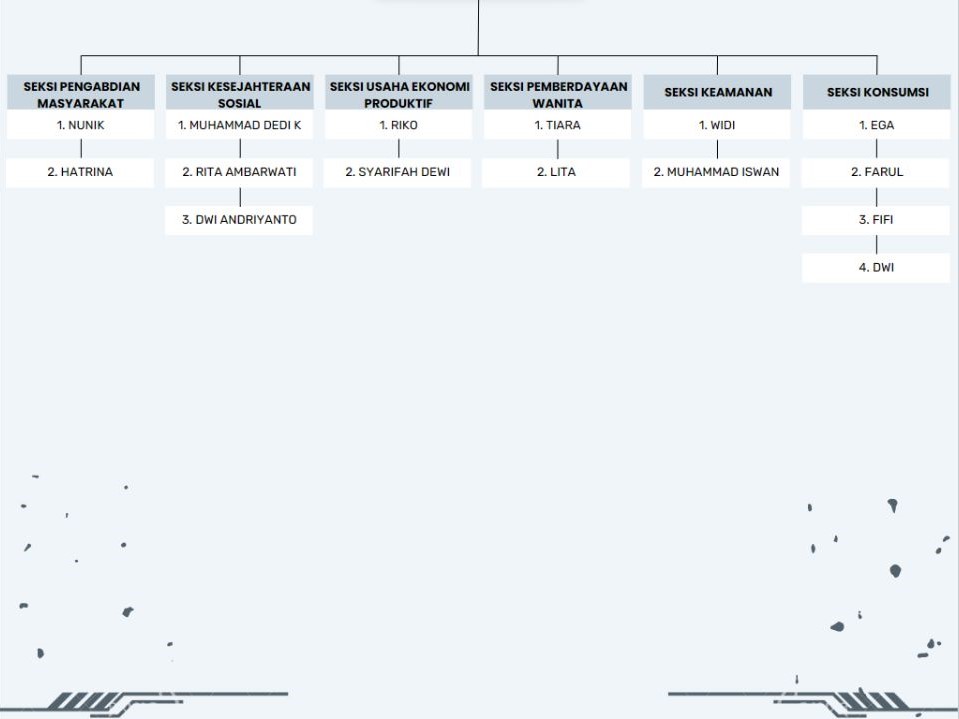 SEKSI PENGABDIAN
MASYARAKAT
1. NUNIK
2. HATRINA
SEKSI KESEJAHTERAAN
SOSIAL
1. MUHAMMAD DEDI K
2. RITA AMBARWATI
3. DWI ANDRIYANTO
SEKSI USAHA EKONOMI
PRODUKTIF
1. RIKO
2. SYARIFAH DEWI
SEKSI PEMBERDAYAAN
WANITA
1. TIARA
2. LITA
SEKSI KEAMANAN
1. WIDI
2. MUHAMMAD ISWAN
SEKSI KONSUMSI
1. EGA
2. FARUL
3. FIFI
4. DWI